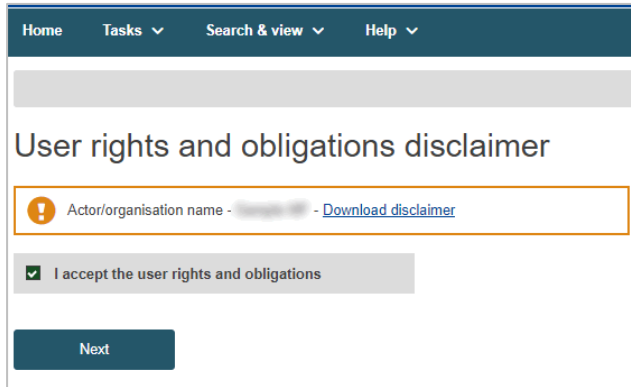 Home Tasks Search & view Help
User rights and obligations disclaimer
Actor/organisation name - - Download disclaimer
I accept the user rights and obligations
Next